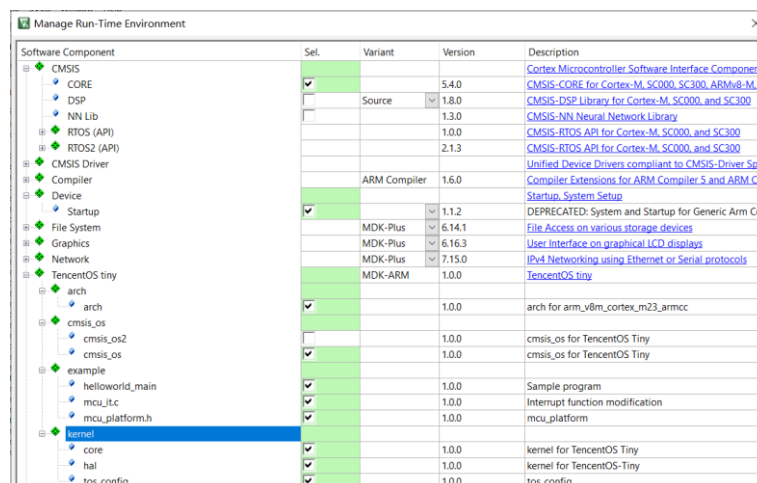 Manage Run-Time Environment
Software Component Sel. Variant Version Description
CMSIS Cortex Microcontroller Software Interface Componen
CORE 5.4.0 CMSIS-CORE for Cortex-M, SC000, SC300, ARMv8-M,
DSP Source 1.8.0 CMSIS-DSP Library for Cortex-M, SC000, and SC300
NN Lib 1.3.0 CMSIS-NN Neural Network Library
RTOS (API) 1.0.0 CMSIS-RTOS API for Cortex-M, SC000, and SC300
RTOS2 (API) 2.1.3 CMSIS-RTOS API for Cortex-M, SC000, and SC300
CMSIS Driver Unified Device Drivers compliant to CMSIS-Driver Sp
Compiler ARM Compiler 1.6.0 Compiler Extensions for ARM Compiler 5 and ARM C
Device Startup, System Setup
Startup 1.1.2 DEPRECATED: System and Startup for Generic Arm Co
File System MDK-Plus 6.14.1 File Access on various storage devices
Graphics MDK-Plus 6.16.3 User Interface on graphical LCD displays
Network MDK-Plus 7.15.0 IPv4 Networking using Ethernet or Serial protocols
TencentOS tiny MDK-ARM 1.0.0 TencentOS tiny
arch
arch 1.0.0 arch for arm_v8m_cortex_m23_armcc
cmsis_os
cmsis_os2 1.0.0 cmsis_os for TencentOS Tiny
cmsis_os 1.0.0 cmsis_os for TencentOS Tiny
example
helloworld_main 1.0.0 Sample program
mcu_it.c 1.0.0 Interrupt function modification
mcu_platform.h 1.0.0 mcu_platform
kernel
core 1.0.0 kernel for TencentOS Tiny
hal 1.0.0 kernel for TencentOS-Tiny
tos_config 1.0.0 tos_config